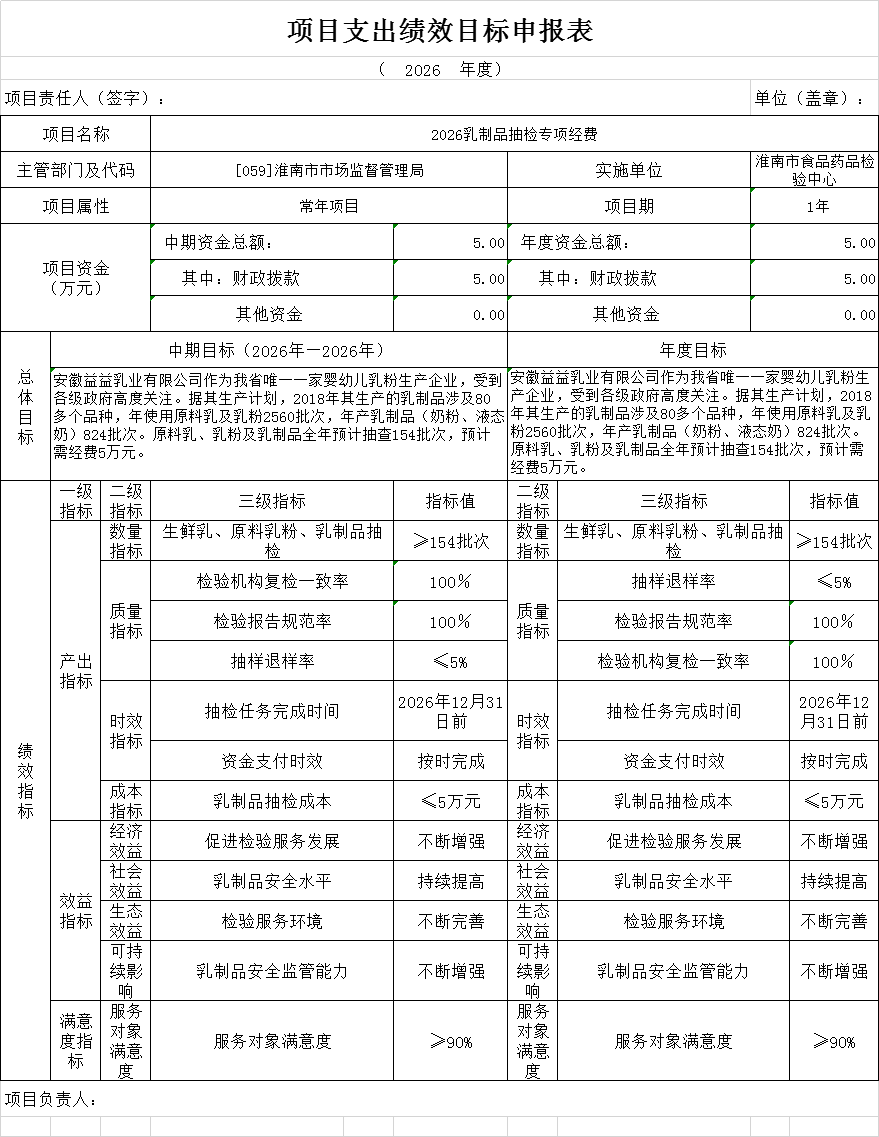 项目支出绩效目标申报表
（ 2026 年度）
项目责任人（签字）： 单位（盖章）：
项目名称 2026乳制品抽检专项经费
主管部门及代码 [059]淮南市市场监督管理局 实施单位 淮南市食品药品检
验中心
项目属性 常年项目 项目期 1年
项目资金
（万元）
中期资金总额： 5.00 年度资金总额： 5.00
其中：财政拨款 5.00 其中：财政拨款 5.00
其他资金 0.00 其他资金 0.00
总
体
目
标
中期目标（2026年—2026年） 年度目标
安徽益益乳业有限公司作为我省唯一一家婴幼儿乳粉生产企业，受到
各级政府高度关注。据其生产计划，2018年其生产的乳制品涉及80
多个品种，年使用原料乳及乳粉2560批次，年产乳制品（奶粉、液态
奶）824批次。原料乳、乳粉及乳制品全年预计抽查154批次，预计
需经费5万元。
安徽益益乳业有限公司作为我省唯一一家婴幼儿乳粉生
产企业，受到各级政府高度关注。据其生产计划，2018
年其生产的乳制品涉及80多个品种，年使用原料乳及乳
粉2560批次，年产乳制品（奶粉、液态奶）824批次。
原料乳、乳粉及乳制品全年预计抽查154批次，预计需
经费5万元。
绩
效
指
标
一级
指标
二级
指标
三级指标 指标值
二级
指标
三级指标 指标值
产出
指标
数量
指标
生鲜乳、原料乳粉、乳制品抽
检
≥154批次
数量
指标
生鲜乳、原料乳粉、乳制品抽
检
≥154批次
质量
指标
检验机构复检一致率 100%
质量
指标
抽样退样率 ≤5%
检验报告规范率 100% 检验报告规范率 100%
抽样退样率 ≤5% 检验机构复检一致率 100%
时效
指标
抽检任务完成时间 2026年12月31
日前
时效
指标
抽检任务完成时间 2026年12
月31日前
资金支付时效 按时完成 资金支付时效 按时完成
成本
指标
乳制品抽检成本 ≤5万元
成本
指标
乳制品抽检成本 ≤5万元
效益
指标
经济
效益
促进检验服务发展 不断增强
经济
效益
促进检验服务发展 不断增强
社会
效益
乳制品安全水平 持续提高
社会
效益
乳制品安全水平 持续提高
生态
效益
检验服务环境 不断完善
生态
效益
检验服务环境 不断完善
可持
续影
响
乳制品安全监管能力 不断增强
可持
续影
响
乳制品安全监管能力 不断增强
满意
度指
标
服务
对象
满意
度
服务对象满意度 ≥90%
服务
对象
满意
度
服务对象满意度 ≥90%
项目负责人：